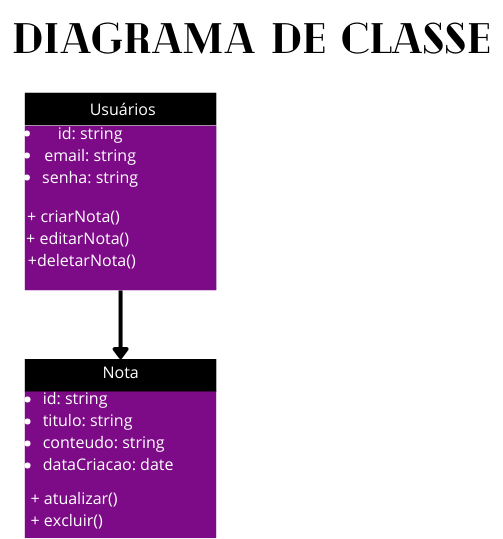 DIAGRAMA DE CLASSE
Usuários
• id: string
• email: string
• senha: string
+ criarNota()
+ editarNota()
+deletarNota()
Nota
• id: string
• titulo: string
• conteudo: string
• dataCriacao: date
+ atualizar()
+ excluir()